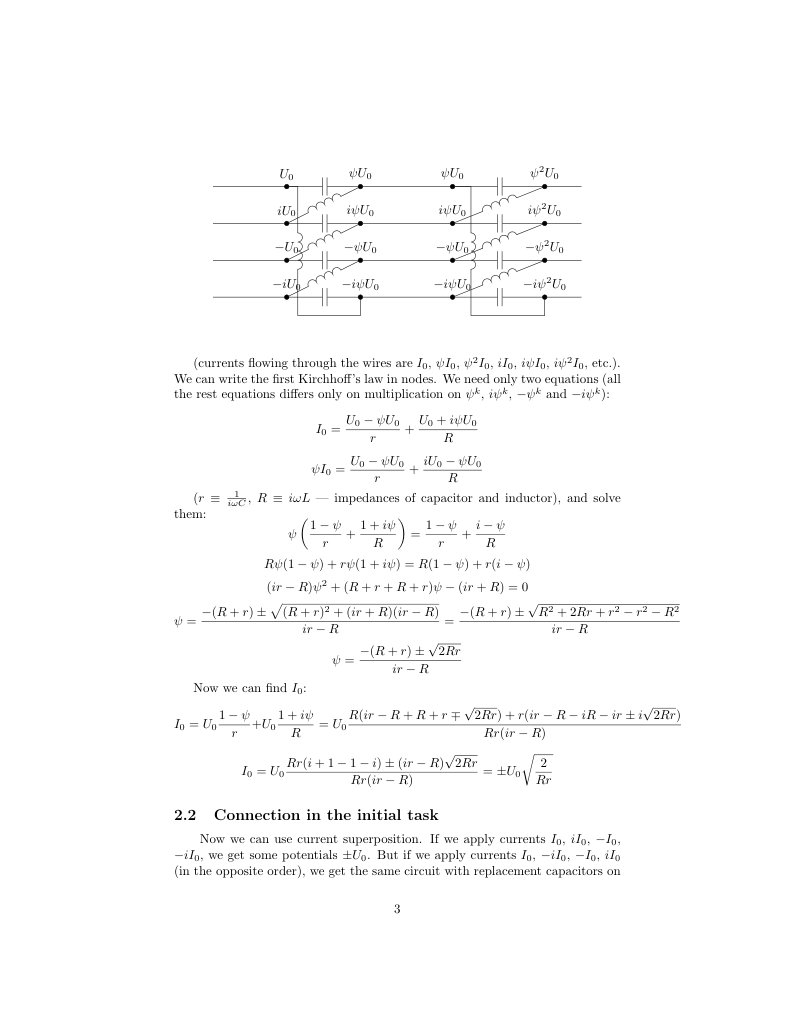 U₀ ψU₀ ψU₀ ψ²U₀
iU₀ iψU₀ iψU₀ iψ²U₀
−U₀ −ψU₀ −ψU₀ −ψ²U₀
−iU₀ −iψU₀ −iψU₀ −iψ²U₀
(currents flowing through the wires are I₀, ψI₀, ψ²I₀, iI₀, iψI₀, iψ²I₀, etc.).
We can write the first Kirchhoff's law in nodes. We need only two equations (all
the rest equations differs only on multiplication on ψᵏ, iψᵏ, −ψᵏ and −iψᵏ):
I₀ = (U₀ − ψU₀)/r + (U₀ + iψU₀)/R
ψI₀ = (U₀ − ψU₀)/r + (iU₀ − ψU₀)/R
(r ≡ 1/(iωC), R ≡ iωL — impedances of capacitor and inductor), and solve
them:
ψ((1 − ψ)/r + (1 + iψ)/R) = (1 − ψ)/r + (i − ψ)/R
Rψ(1 − ψ) + rψ(1 + iψ) = R(1 − ψ) + r(i − ψ)
(ir − R)ψ² + (R + r + R + r)ψ − (ir + R) = 0
ψ = (−(R + r) ± √((R + r)² + (ir + R)(ir − R)))/(ir − R) = (−(R + r) ± √(R² + 2Rr + r² − r² − R²))/(ir − R)
ψ = (−(R + r) ± √(2Rr))/(ir − R)
Now we can find I₀:
I₀ = U₀(1 − ψ)/r + U₀(1 + iψ)/R = U₀(R(ir − R + R + r ∓ √(2Rr)) + r(ir − R − iR − ir ± i√(2Rr)))/(Rr(ir − R))
I₀ = U₀(Rr(i + 1 − 1 − i) ± (ir − R)√(2Rr))/(Rr(ir − R)) = ±U₀√(2/(Rr))
2.2 Connection in the initial task
Now we can use current superposition. If we apply currents I₀, iI₀, −I₀,
−iI₀, we get some potentials ±U₀. But if we apply currents I₀, −iI₀, −I₀, iI₀
(in the opposite order), we get the same circuit with replacement capacitors on
3